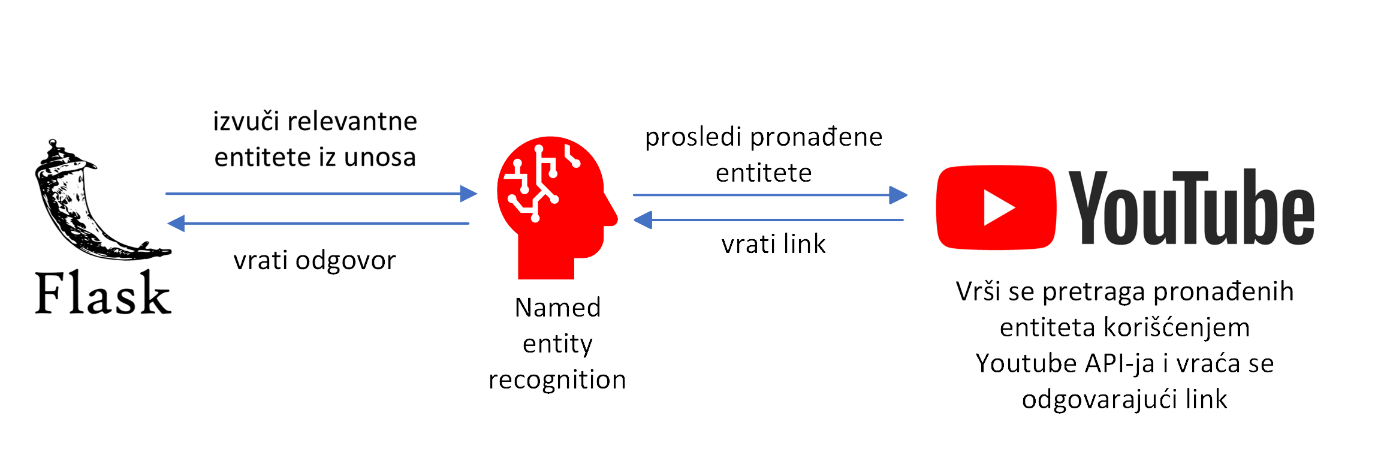 izvuči relevantne
entitete iz unosa
vrati odgovor
Flask
Named
entity
recognition
prosledi pronađene
entitete
vrati link
YouTube
Vrši se pretraga pronađenih
entiteta korišćenjem
Youtube API-ja i vraća se
odgovarajući link